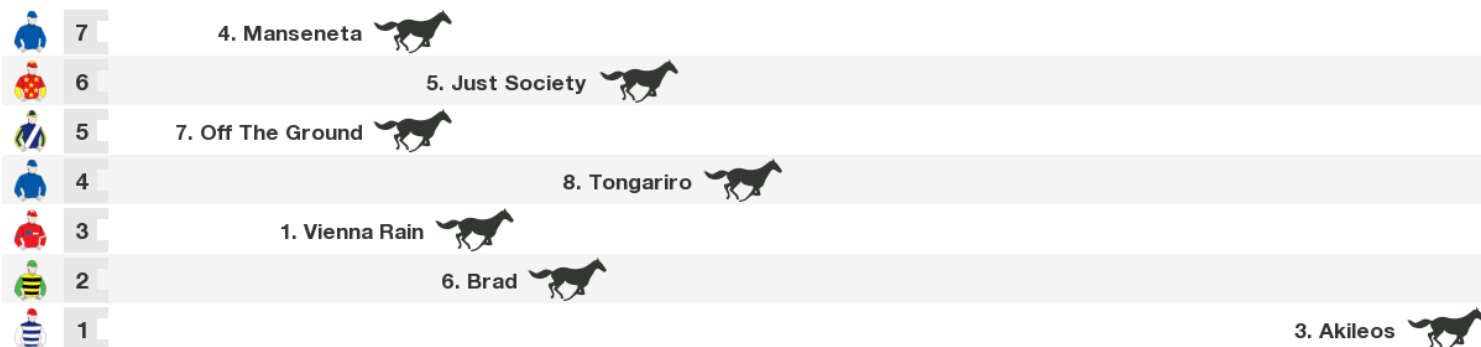 7 4. Manseneta
6 5. Just Society
5 7. Off The Ground
4 8. Tongariro
3 1. Vienna Rain
2 6. Brad
1 3. Akileos